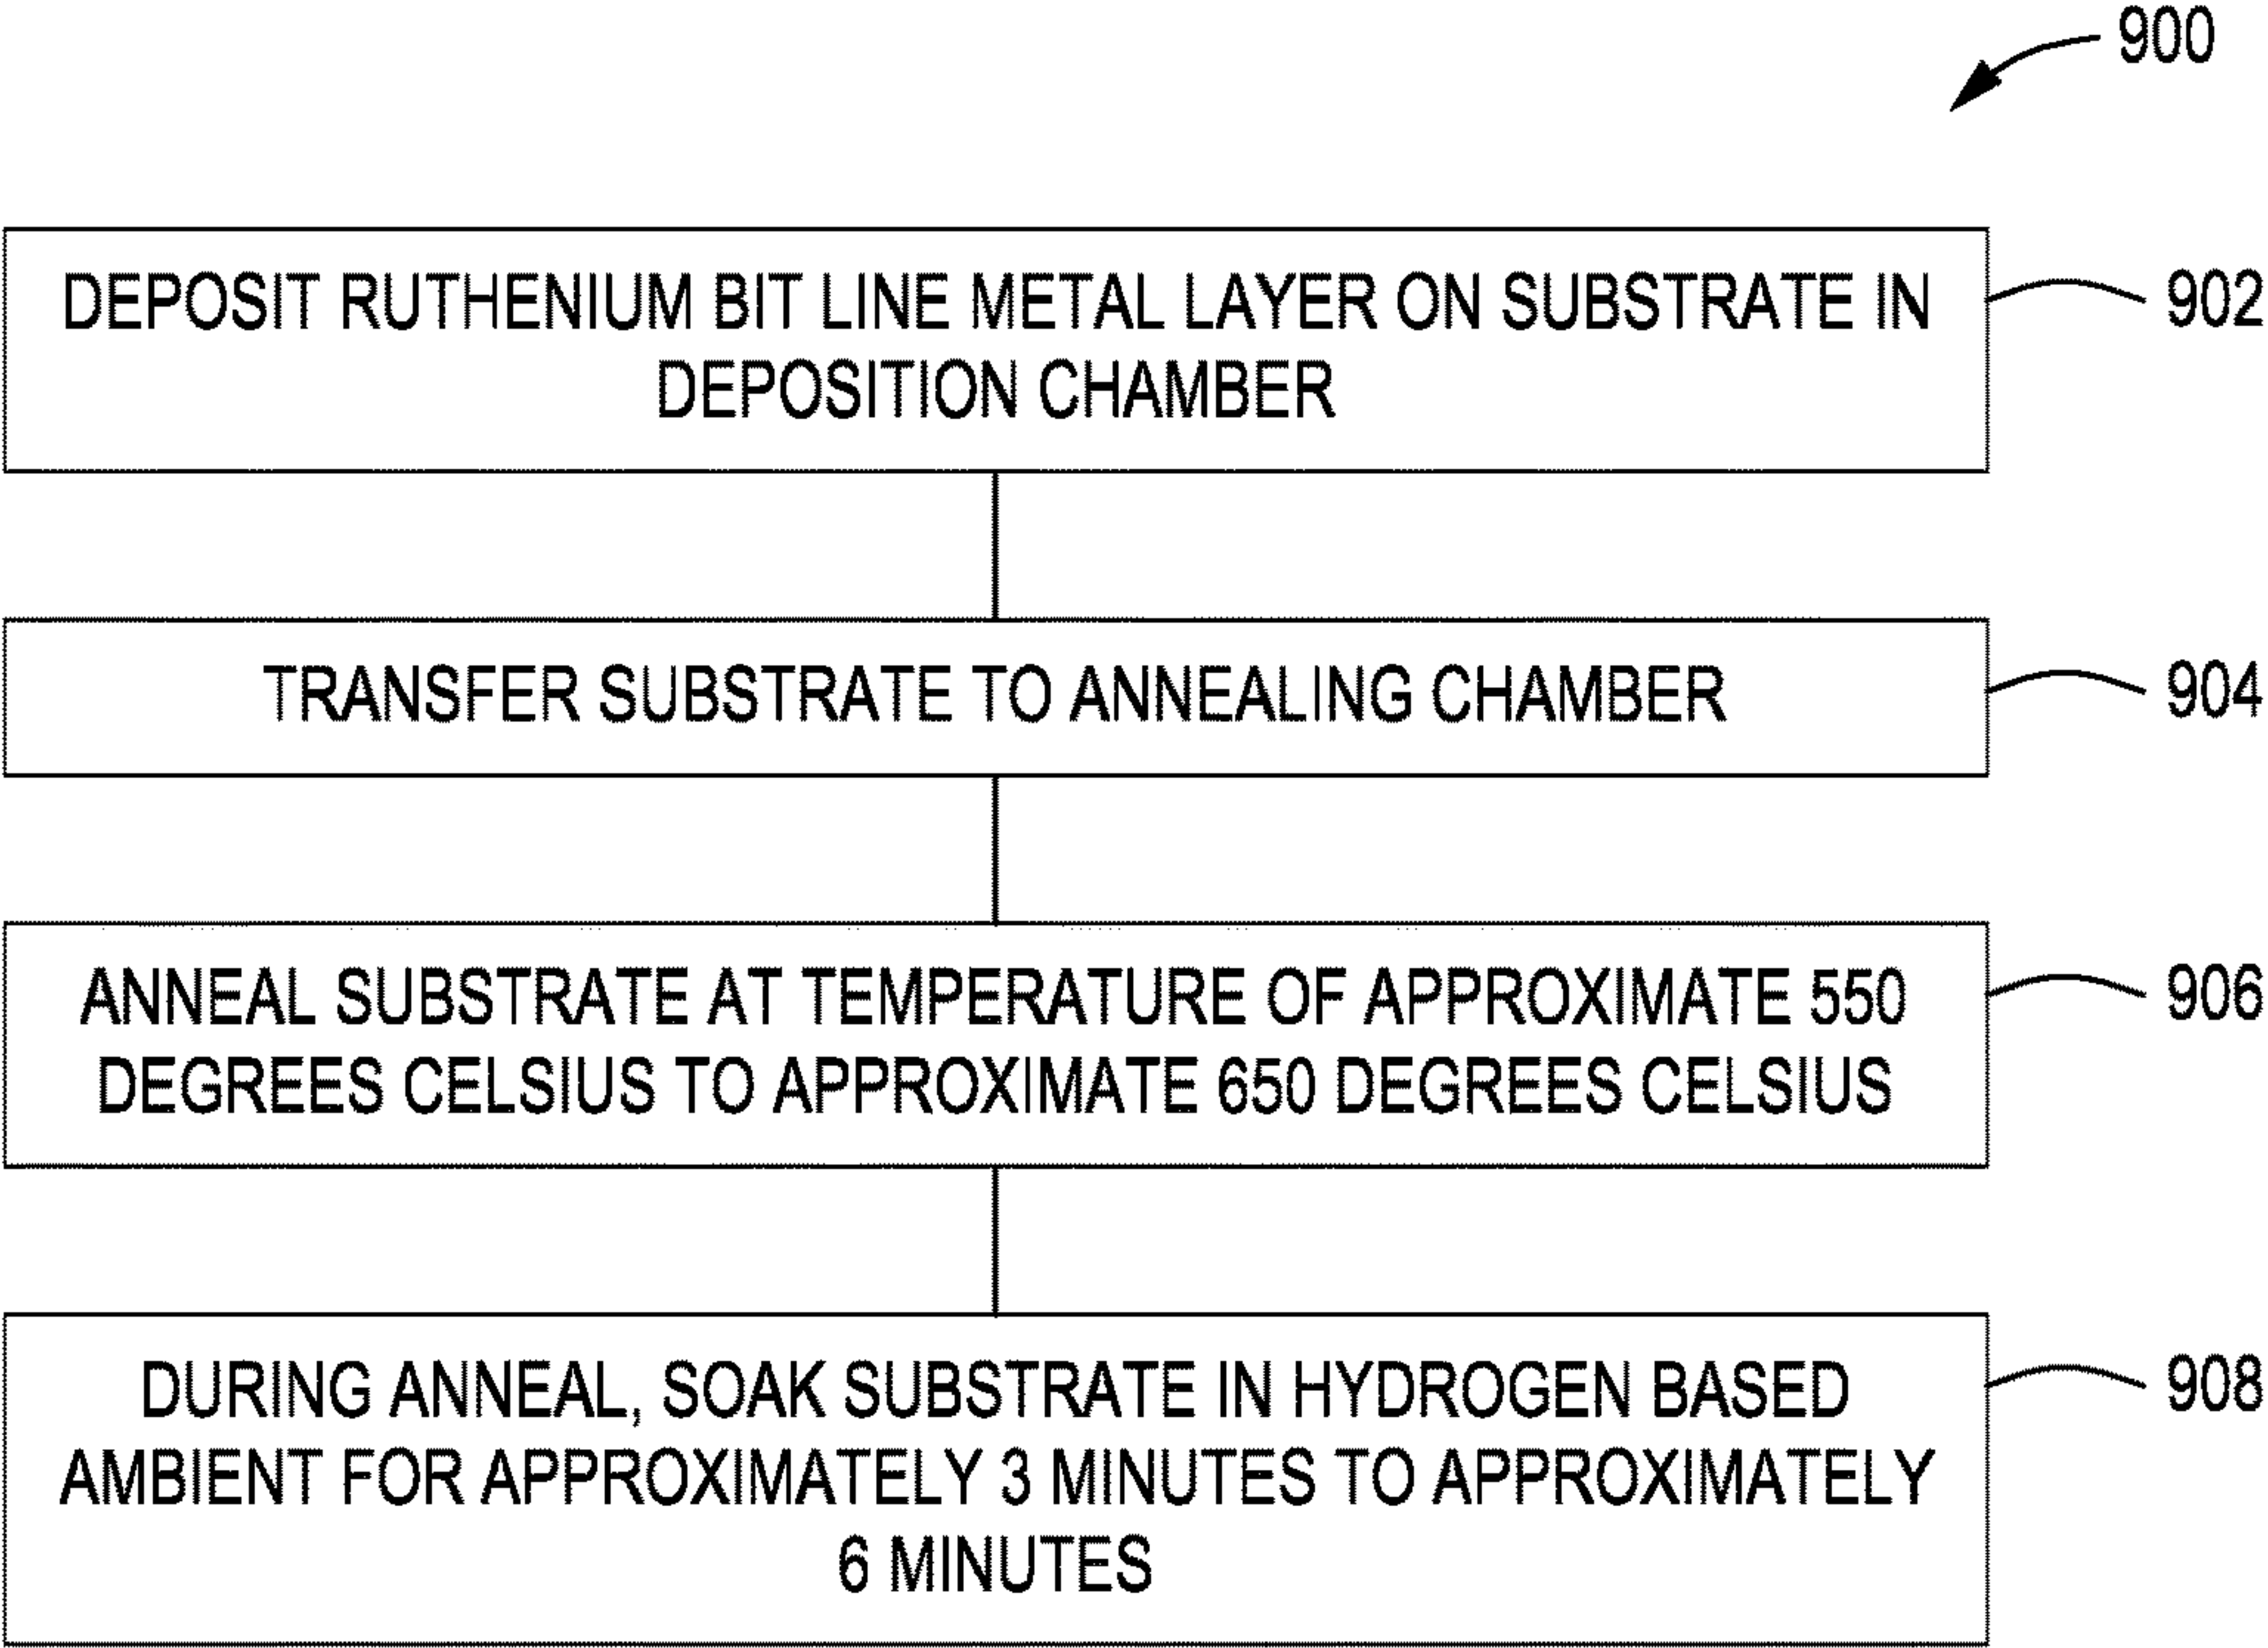 900
DEPOSIT RUTHENIUM BIT LINE METAL LAYER ON SUBSTRATE IN
DEPOSITION CHAMBER
902
TRANSFER SUBSTRATE TO ANNEALING CHAMBER
904
ANNEAL SUBSTRATE AT TEMPERATURE OF APPROXIMATE 550
DEGREES CELSIUS TO APPROXIMATE 650 DEGREES CELSIUS
906
DURING ANNEAL, SOAK SUBSTRATE IN HYDROGEN BASED
AMBIENT FOR APPROXIMATELY 3 MINUTES TO APPROXIMATELY
6 MINUTES
908